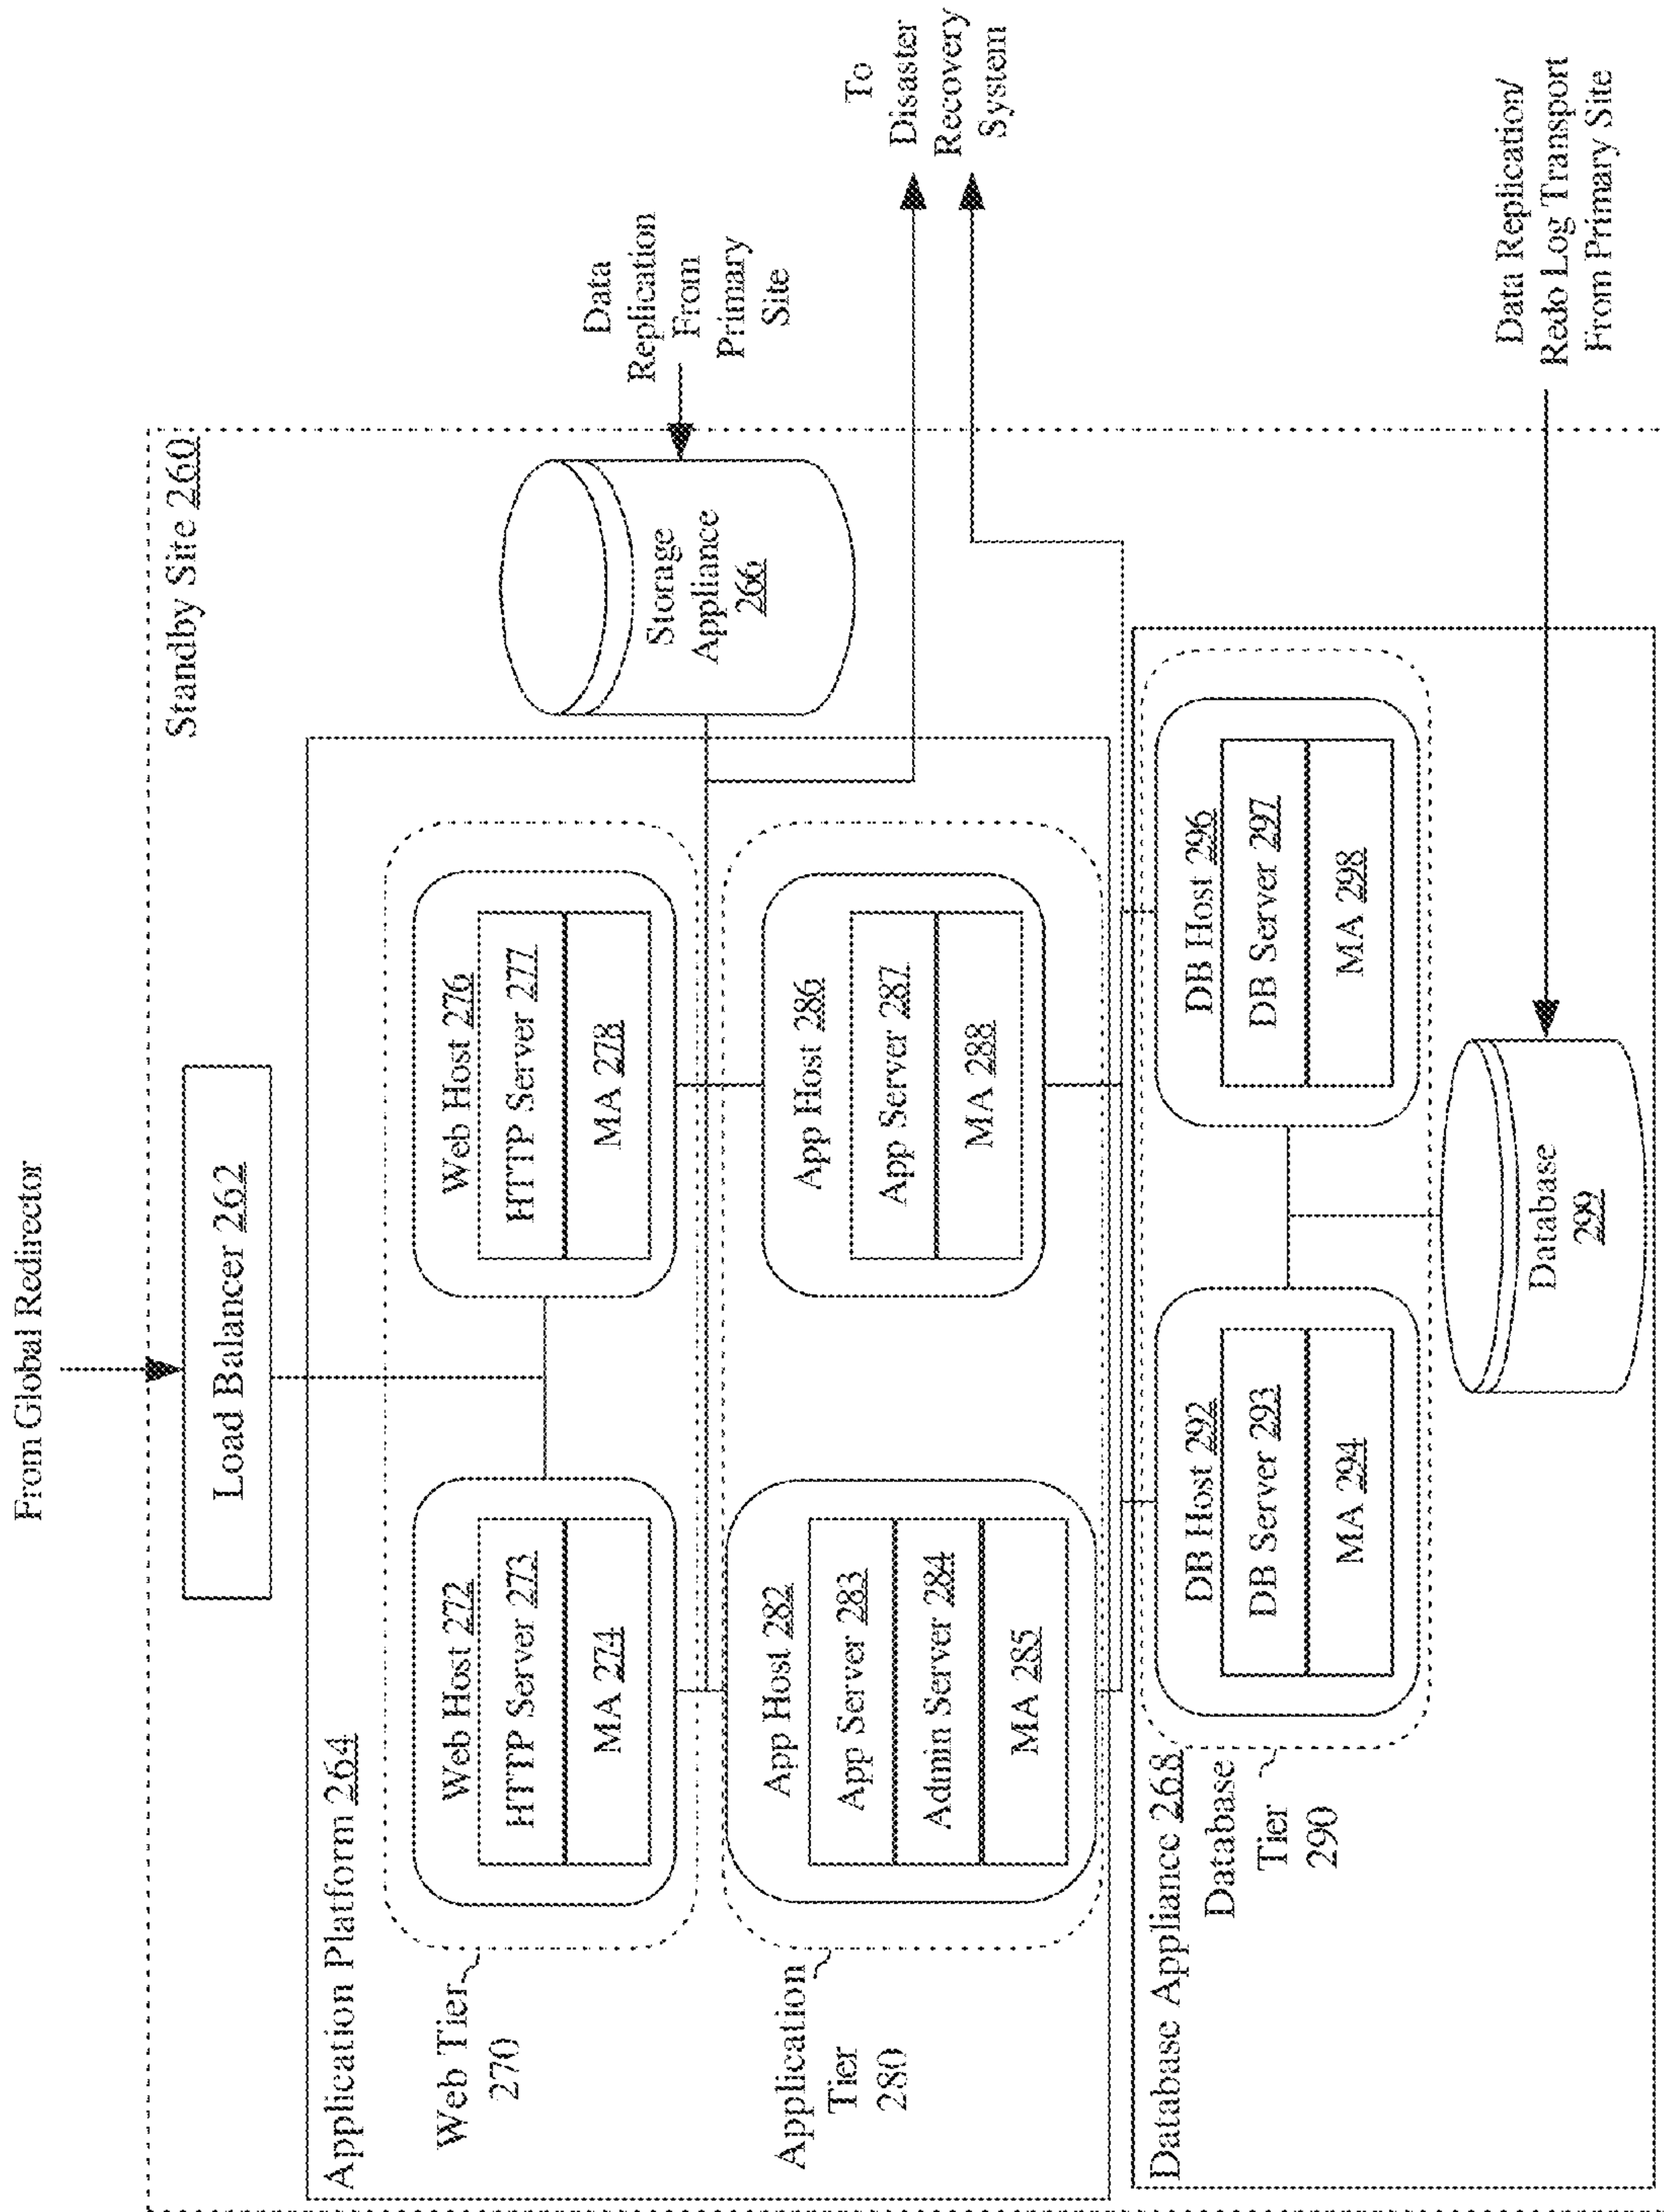 From Global Redirector
Standby Site 260
Load Balancer 262
Application Platform 264
Web Tier
270
Web Host 272
HTTP Server 273
MA 274
Web Host 276
HTTP Server 277
MA 278
Storage
Appliance
266
Data
Replication
From
Primary
Site
Application
Tier
280
App Host 282
App Server 283
Admin Server 284
MA 285
App Host 286
App Server 287
MA 288
To
Disaster
Recovery
System
Database Appliance 268
Database
Tier
290
DB Host 292
DB Server 293
MA 294
DB Host 296
DB Server 297
MA 298
Database
299
Data Replication/
Redo Log Transport
From Primary Site